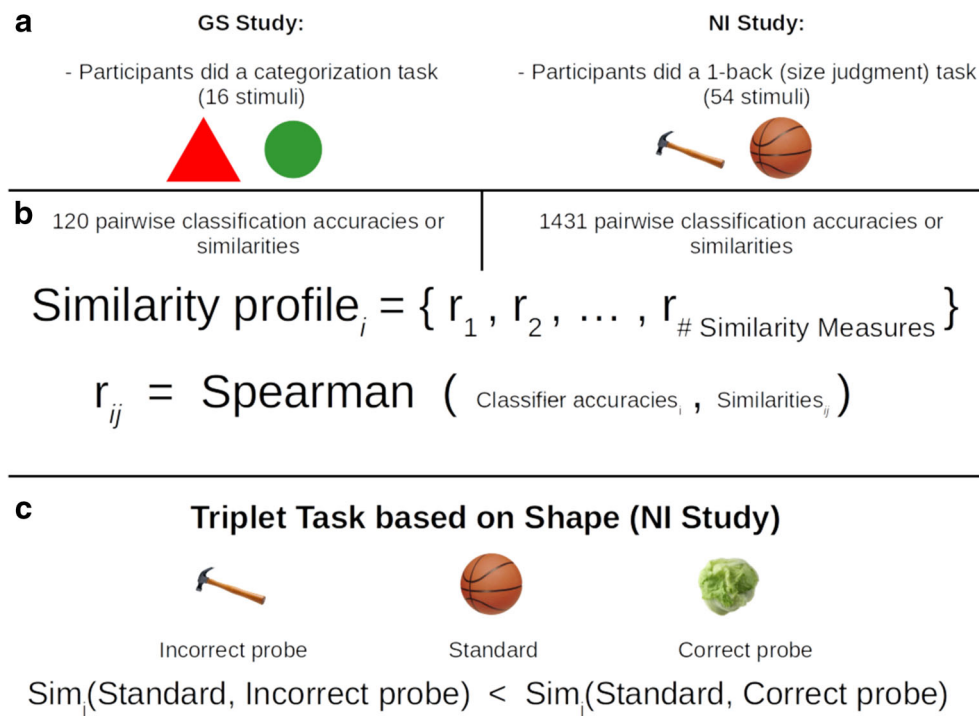 a
GS Study:
- Participants did a categorization task
(16 stimuli)
NI Study:
- Participants did a 1-back (size judgment) task
(54 stimuli)
b
120 pairwise classification accuracies or
similarities
1431 pairwise classification accuracies or
similarities
Similarity profile_i = { r_1 , r_2 , … , r_# Similarity Measures }
r_ij = Spearman ( Classifier accuracies_i , Similarities_ij )
c
Triplet Task based on Shape (NI Study)
Incorrect probe Standard Correct probe
Sim_j(Standard, Incorrect probe) < Sim_j(Standard, Correct probe)